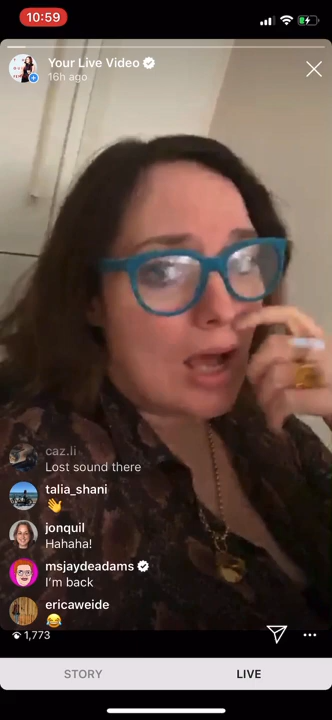 10:59
Your Live Video
16h ago
caz.li
Lost sound there
talia_shani
👋
jonquil
Hahaha!
msjaydeadams
I'm back
ericaweide
😂
1,773
STORY
LIVE